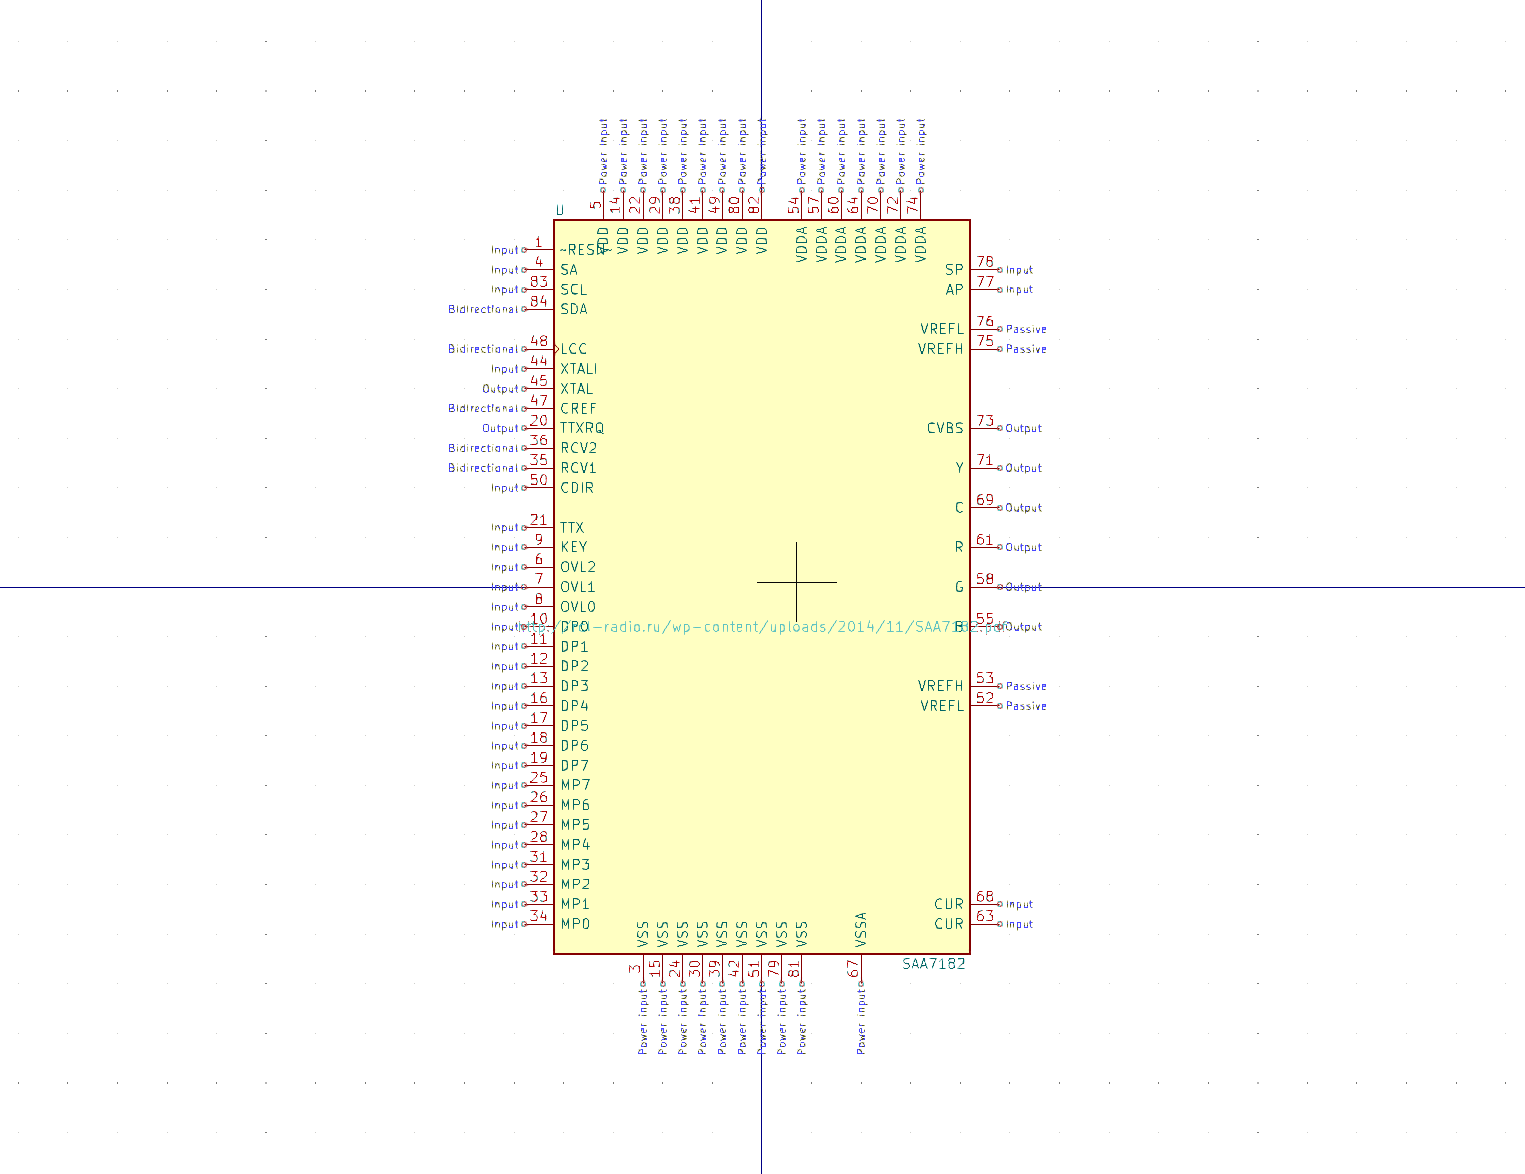 Power input Power input Power input Power input Power input Power input Power input Power input Power input Power input Power input Power input Power input Power input Power input Power input
5 14 22 29 38 41 49 80 82 54 57 60 64 70 72 74
U
VDD VDD VDD VDD VDD VDD VDD VDD VDD VDDA VDDA VDDA VDDA VDDA VDDA VDDA
Input 1 ~RESN~
Input 4 SA SP 78 Input
Input 83 SCL AP 77 Input
Bidirectional 84 SDA
VREFL 76 Passive
Bidirectional 48 LCC VREFH 75 Passive
Input 44 XTALI
Output 45 XTAL
Bidirectional 47 CREF
Output 20 TTXRQ CVBS 73 Output
Bidirectional 36 RCV2
Bidirectional 35 RCV1 Y 71 Output
Input 50 CDIR
C 69 Output
Input 21 TTX
Input 9 KEY R 61 Output
Input 6 OVL2
Input 7 OVL1 G 58 Output
Input 8 OVL0
Input 10 DP0 B 55 Output
-radio.ru/wp-content/uploads/2014/11/SAA7182.pdf
Input 11 DP1
Input 12 DP2
Input 13 DP3 VREFH 53 Passive
Input 16 DP4 VREFL 52 Passive
Input 17 DP5
Input 18 DP6
Input 19 DP7
Input 25 MP7
Input 26 MP6
Input 27 MP5
Input 28 MP4
Input 31 MP3
Input 32 MP2
Input 33 MP1 CUR 68 Input
Input 34 MP0 CUR 63 Input
VSS VSS VSS VSS VSS VSS VSS VSS VSS VSSA
SAA7182
3 15 24 30 39 42 51 79 81 67
Power input Power input Power input Power input Power input Power input Power input Power input Power input Power input